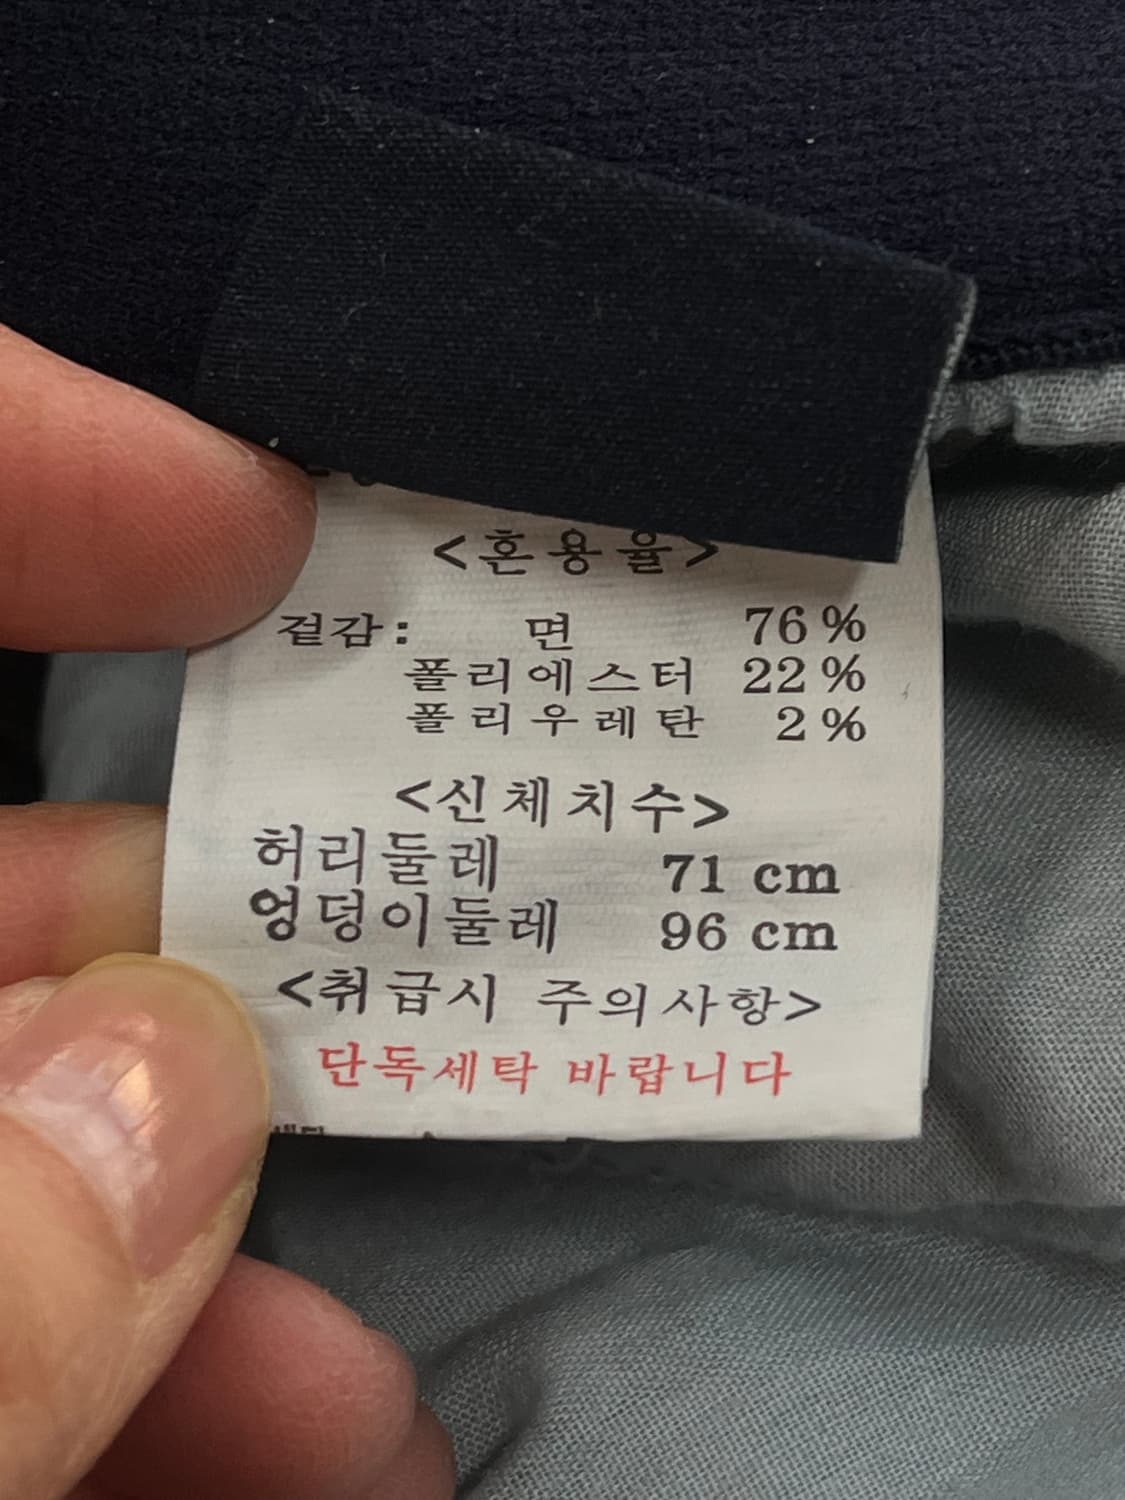 <혼용율>
겉감: 면 76%
폴리에스터 22%
폴리우레탄 2%
<신체치수>
허리둘레 71 cm
엉덩이둘레 96 cm
<취급시 주의사항>
단독세탁 바랍니다